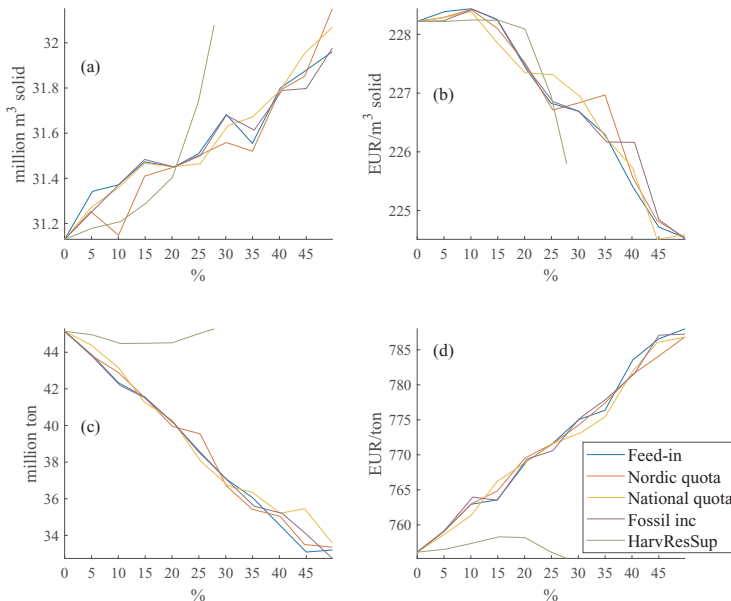 32
31.8
31.6
31.4
31.2
million m³ solid
(a)
0 5 10 15 20 25 30 35 40 45
%
228
227
226
225
EUR/m³ solid
(b)
0 5 10 15 20 25 30 35 40 45
%
44
42
40
38
36
34
million ton
(c)
0 5 10 15 20 25 30 35 40 45
%
785
780
775
770
765
760
EUR/ton
(d)
0 5 10 15 20 25 30 35 40 45
%
Feed-in
Nordic quota
National quota
Fossil inc
HarvResSup